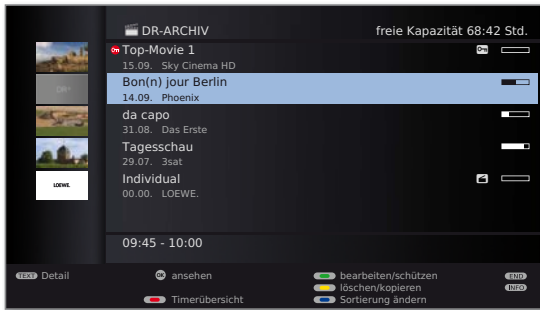 DR-ARCHIV freie Kapazität 68:42 Std.
Top-Movie 1
15.09. Sky Cinema HD
DR+
Bon(n) jour Berlin
14.09. Phoenix
da capo
31.08. Das Erste
Tagesschau
29.07. 3sat
LOEWE.
Individual
00.00. LOEWE.
09:45 - 10:00
TEXT Detail OK ansehen bearbeiten/schützen END
löschen/kopieren INFO
Timerübersicht Sortierung ändern